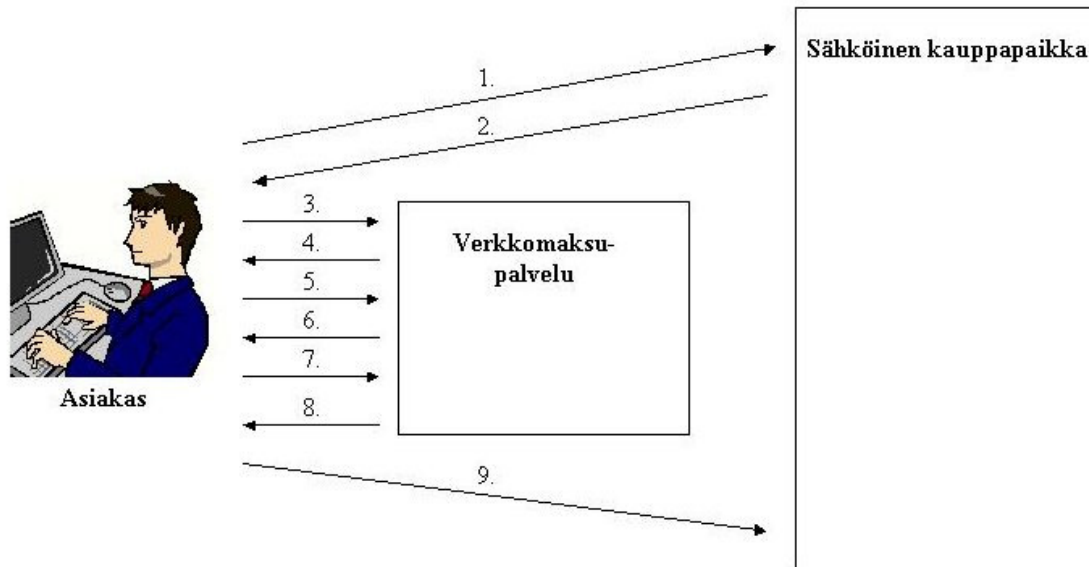 Sähköinen kauppapaikka
1.
2.
3.
4.
Verkkomaksu-
palvelu
5.
6.
7.
Asiakas
8.
9.